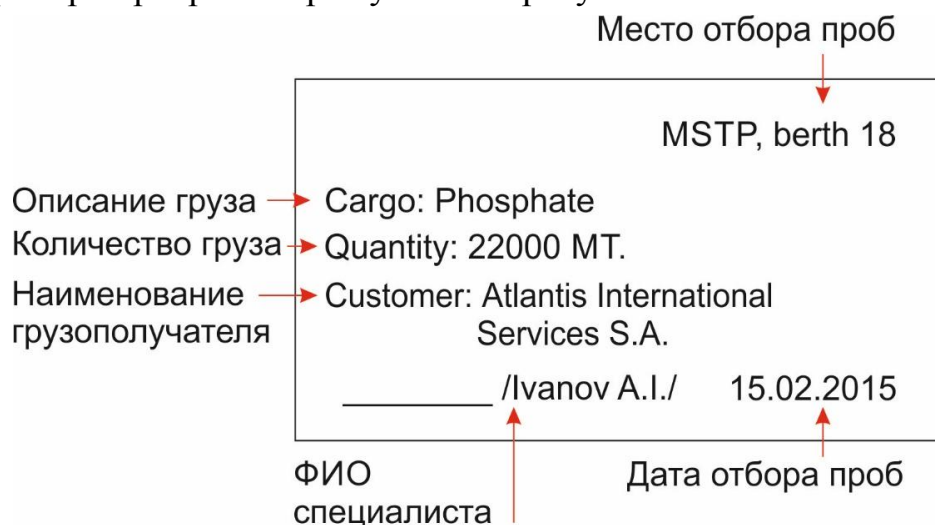 Место отбора проб
MSTP, berth 18
Описание груза
Cargo: Phosphate
Количество груза
Quantity: 22000 MT.
Наименование грузополучателя
Customer: Atlantis International
Services S.A.
/Ivanov A.I./ 15.02.2015
ФИО
специалиста
Дата отбора проб